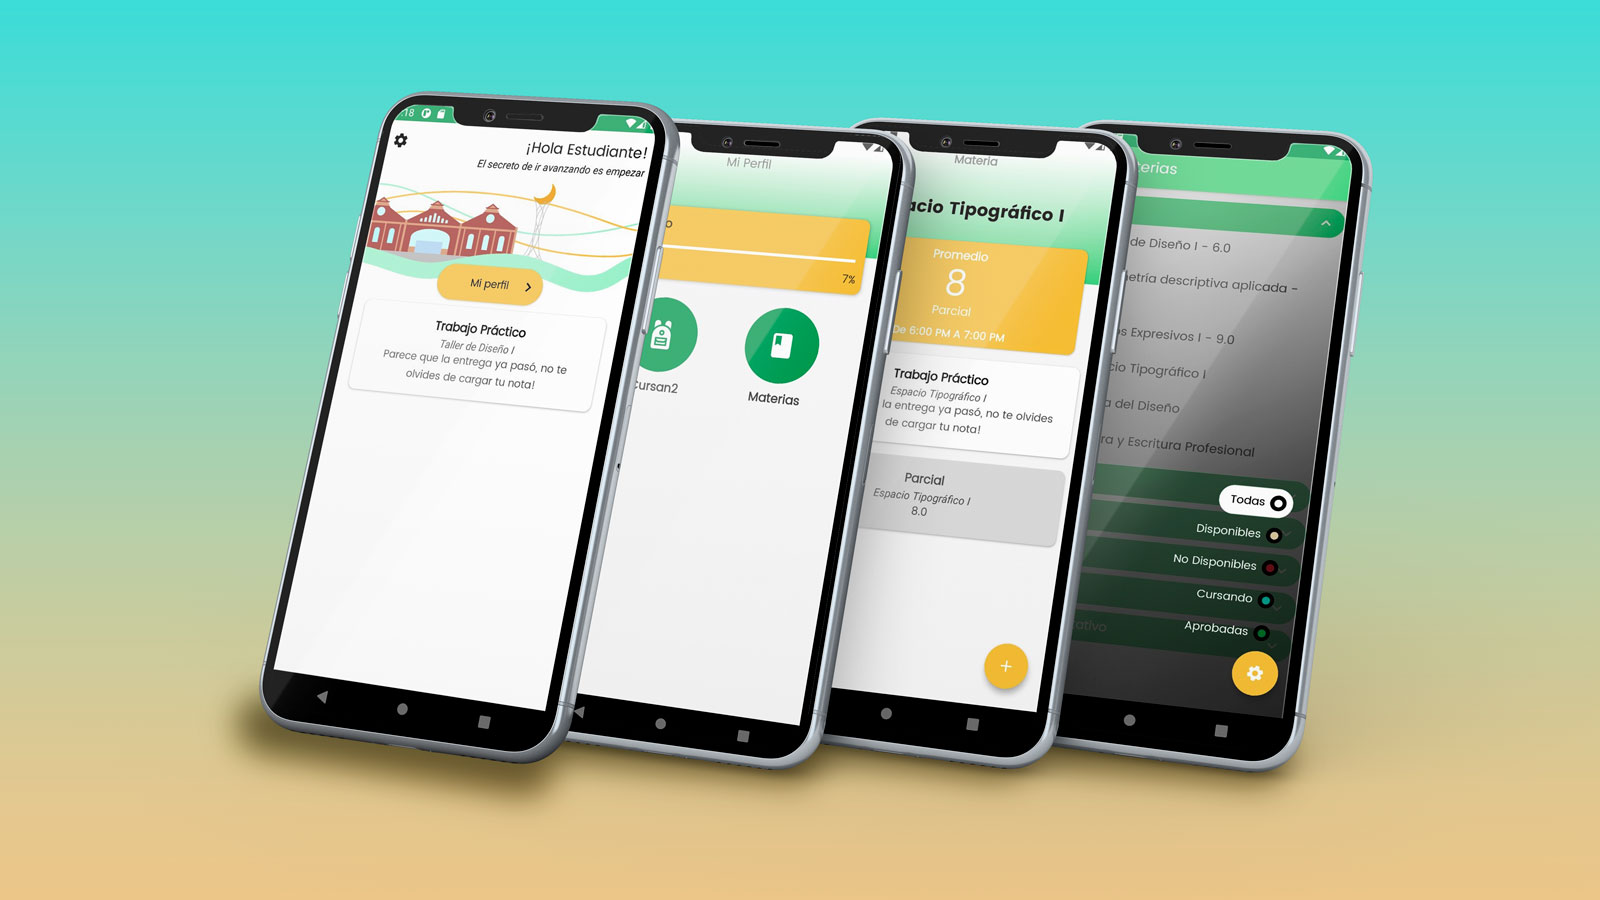 :18
¡Hola Estudiante!
El secreto de ir avanzando es empezar
Mi perfil
Trabajo Práctico
Taller de Diseño I
Parece que la entrega ya pasó, no te
olvides de cargar tu nota!
Mi Perfil
o
7%
Cursan2
Materias
Materia
acio Tipográfico I
Promedio
8
Parcial
De 6:00 PM A 7:00 PM
Trabajo Práctico
Espacio Tipográfico I
la entrega ya pasó, no te olvides
de cargar tu nota!
Parcial
Espacio Tipográfico I
8.0
terias
de Diseño I - 6.0
metría descriptiva aplicada -
os Expresivos I - 9.0
cio Tipográfico I
a del Diseño
ra y Escritura Profesional
Todas
Disponibles
No Disponibles
Cursando
rativo
Aprobadas